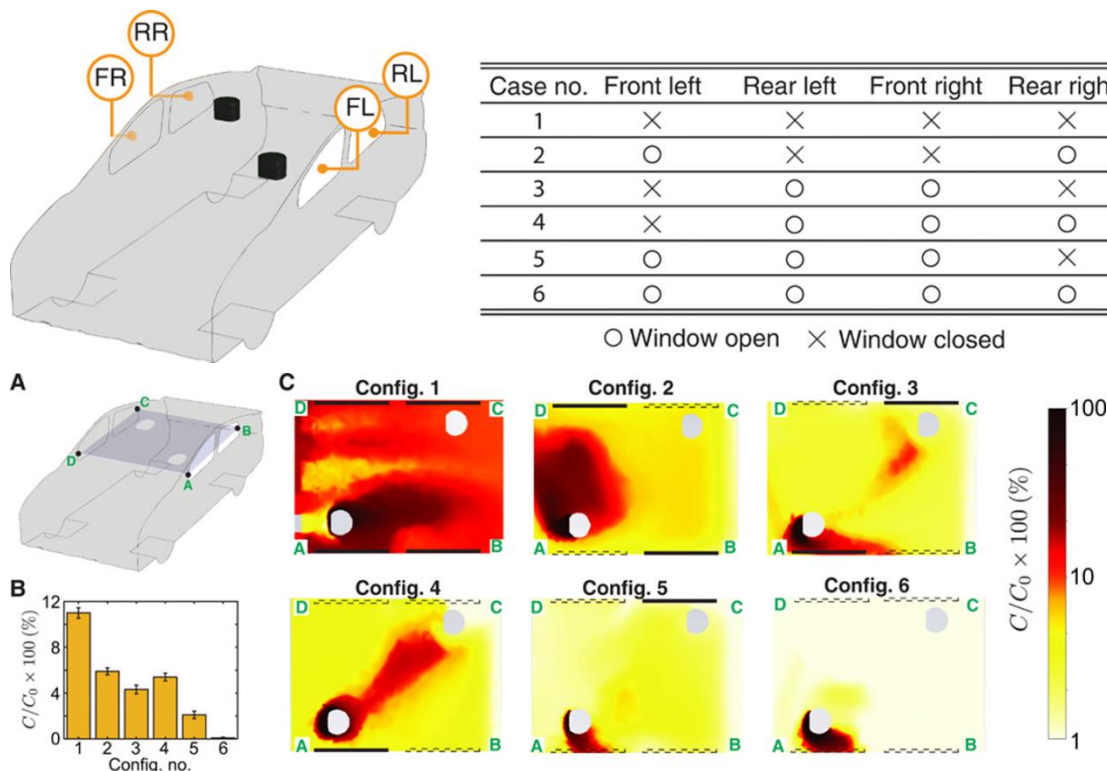 RR
FR
FL
RL
Case no. Front left Rear left Front right Rear righ
1 × × × ×
2 ○ × × ○
3 × ○ ○ ×
4 × ○ ○ ○
5 ○ ○ ○ ×
6 ○ ○ ○ ○
○ Window open × Window closed
A
C
B
D
A
B
C/C₀ × 100 (%)
12
8
4
0
1 2 3 4 5 6
Config. no.
C
Config. 1 Config. 2 Config. 3
D C D C D C
A B A B A B
Config. 4 Config. 5 Config. 6
D C D C D C
A B A B A B
100
10
1
C/C₀ × 100 (%)